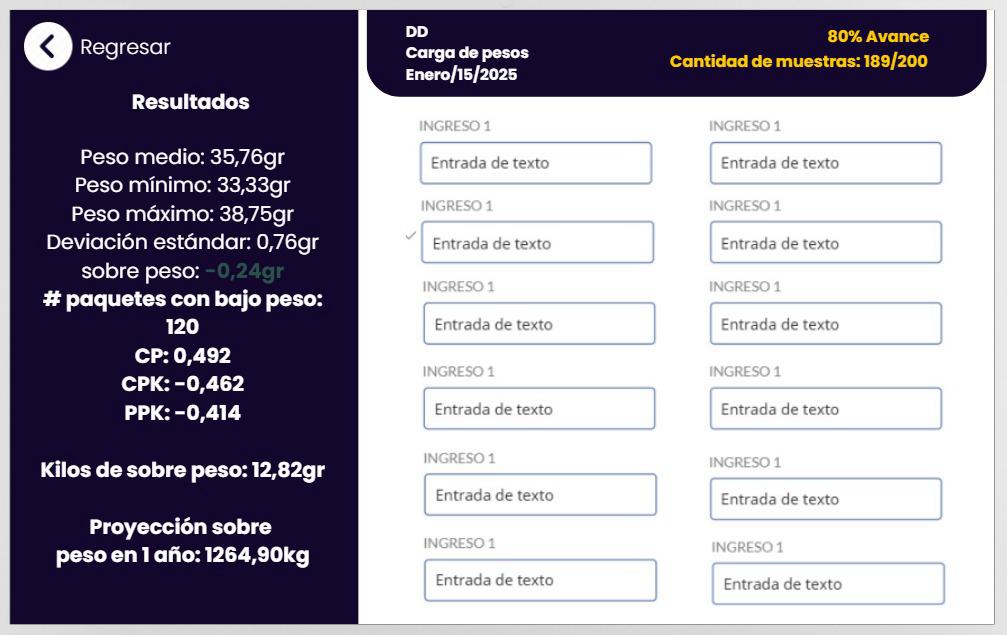 Regresar
Resultados
Peso medio: 35,76gr
Peso mínimo: 33,33gr
Peso máximo: 38,75gr
Deviación estándar: 0,76gr
sobre peso: -0,24gr
# paquetes con bajo peso:
120
CP: 0,492
CPK: -0,462
PPK: -0,414
Kilos de sobre peso: 12,82gr
Proyección sobre
peso en 1 año: 1264,90kg
DD
Carga de pesos
Enero/15/2025
80% Avance
Cantidad de muestras: 189/200
INGRESO 1
Entrada de texto
INGRESO 1
Entrada de texto
INGRESO 1
Entrada de texto
INGRESO 1
Entrada de texto
INGRESO 1
Entrada de texto
INGRESO 1
Entrada de texto
INGRESO 1
Entrada de texto
INGRESO 1
Entrada de texto
INGRESO 1
Entrada de texto
INGRESO 1
Entrada de texto
INGRESO 1
Entrada de texto
INGRESO 1
Entrada de texto